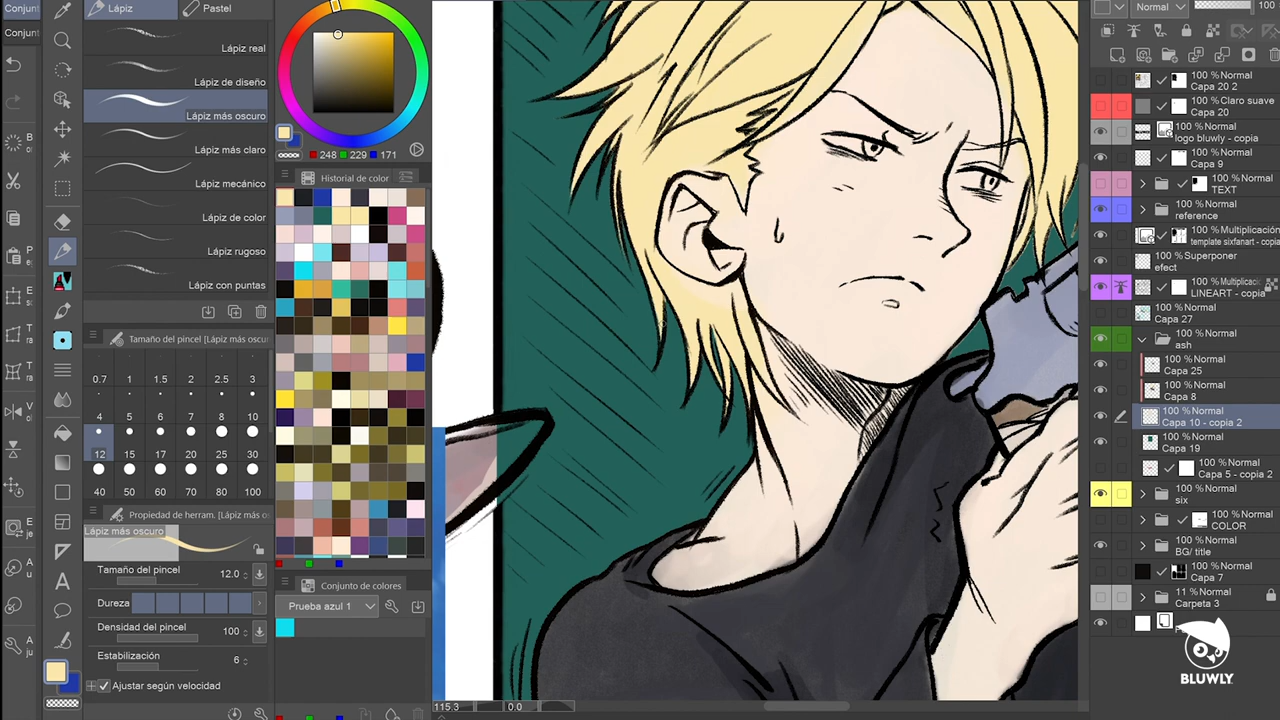 Conjunt
Conjunt
Lápiz
Pastel
Lápiz real
Lápiz de diseño
Lápiz más oscuro
Lápiz más claro
Lápiz mecánico
Lápiz de color
Lápiz rugoso
Lápiz con puntas
Tamaño del pincel [Lápiz más oscur
0.7 1 1.5 2 2.5 3
4 5 6 7 8 10
12 15 17 20 25 30
40 50 60 70 80 100
Propiedad de herram. [Lápiz más os
Lápiz más oscuro
Tamaño del pincel 12.0
Dureza
Densidad del pincel 100
Estabilización 6
Ajustar según velocidad
248 229 171
Historial de color
Conjunto de colores
Prueba azul 1
115.3 0.0
Normal 100
100 %Normal
Capa 20 2
100 %Claro suave
Capa 20
100 %Normal
logo bluwly - copia
100 %Normal
Capa 9
100 %Normal
TEXT
100 %Normal
reference
100 %Multiplicación
template sixfanart - copi
100 %Superponer
efect
100 %Multiplicac
LINEART - copia
100 %Normal
Capa 27
100 %Normal
ash
100 %Normal
Capa 25
100 %Normal
Capa 8
100 %Normal
Capa 10 - copia 2
100 %Normal
Capa 19
100 %Normal
Capa 5 - copia 2
100 %Normal
six
100 %Normal
COLOR
100 %Normal
BG/ title
100 %Normal
Capa 7
11 %Normal
Carpeta 3
BLUWLY